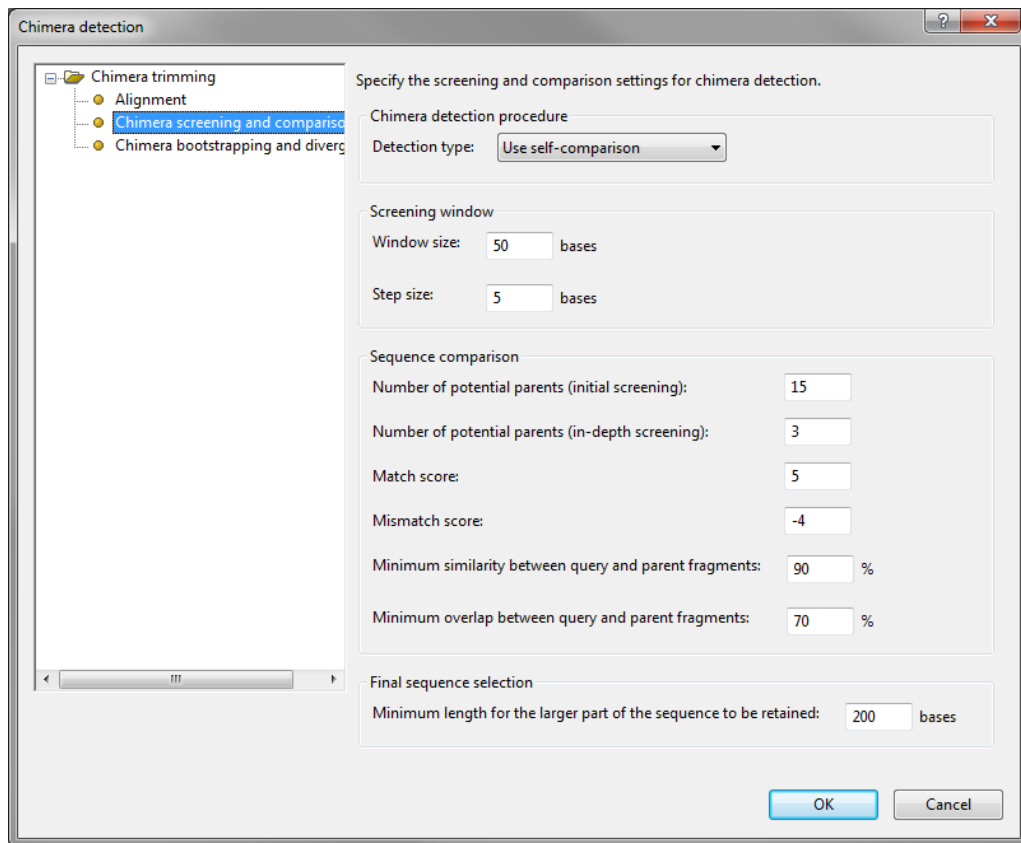 Chimera detection
Chimera trimming
Alignment
Chimera screening and compariso
Chimera bootstrapping and diverg
Specify the screening and comparison settings for chimera detection.
Chimera detection procedure
Detection type: Use self-comparison
Screening window
Window size: 50 bases
Step size: 5 bases
Sequence comparison
Number of potential parents (initial screening): 15
Number of potential parents (in-depth screening): 3
Match score: 5
Mismatch score: -4
Minimum similarity between query and parent fragments: 90 %
Minimum overlap between query and parent fragments: 70 %
Final sequence selection
Minimum length for the larger part of the sequence to be retained: 200 bases
OK Cancel